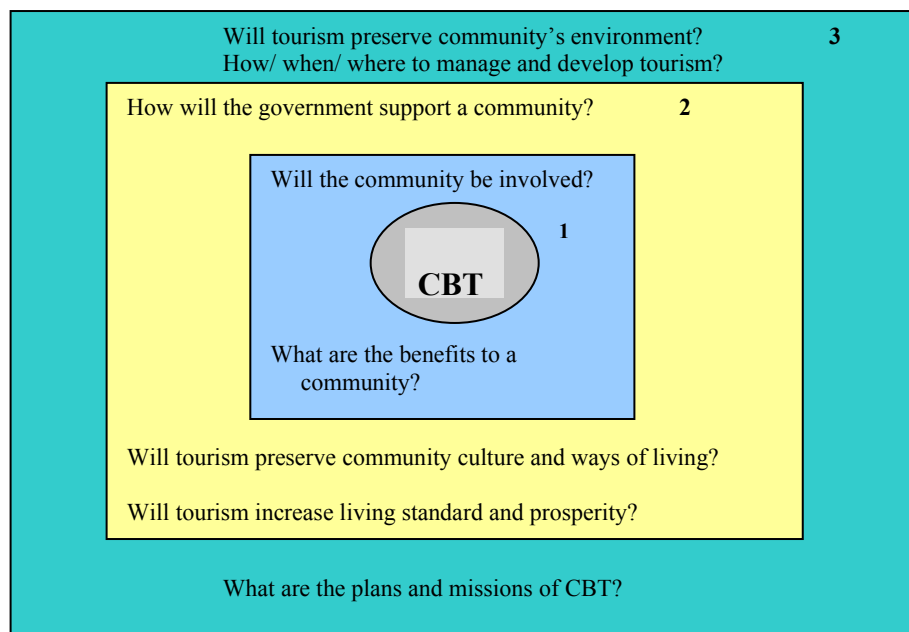 Will tourism preserve community’s environment? 3
How/ when/ where to manage and develop tourism?
How will the government support a community? 2
Will the community be involved?
1
CBT
What are the benefits to a
community?
Will tourism preserve community culture and ways of living?
Will tourism increase living standard and prosperity?
What are the plans and missions of CBT?